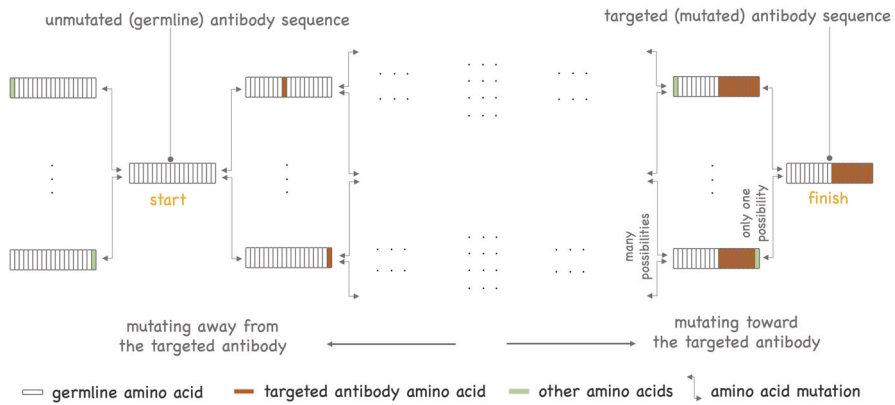 unmutated (germline) antibody sequence
targeted (mutated) antibody sequence
start
finish
many
possibilities
only one
possibility
mutating away from
the targeted antibody
mutating toward
the targeted antibody
germline amino acid
targeted antibody amino acid
other amino acids
amino acid mutation